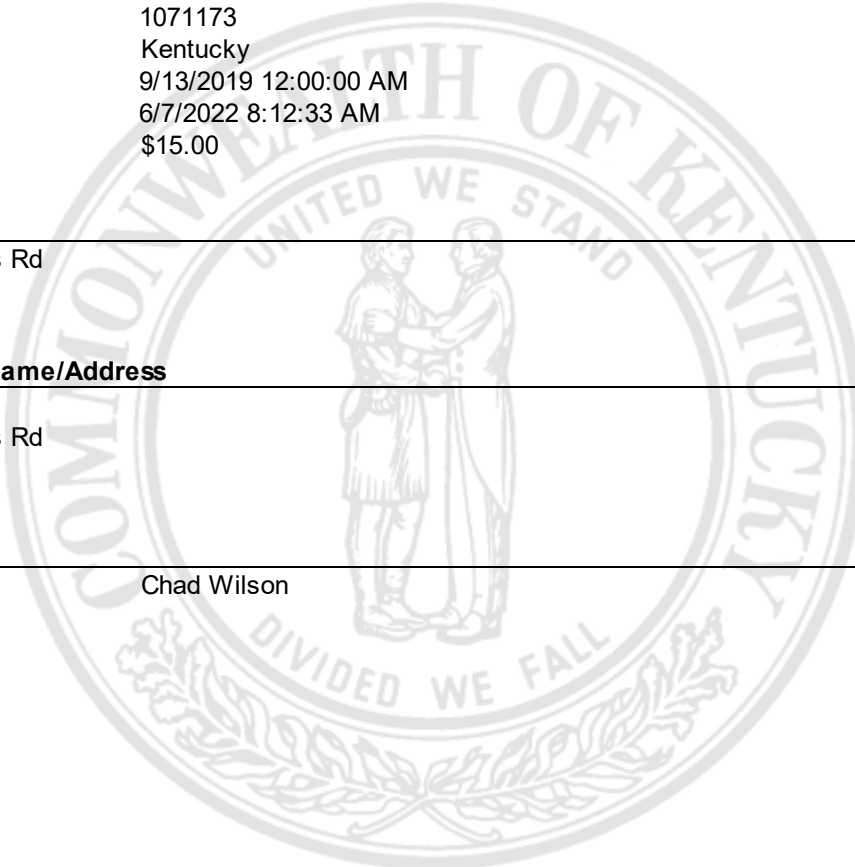 1071173
Kentucky
9/13/2019 12:00:00 AM
6/7/2022 8:12:33 AM
$15.00
s Rd
ame/Address
s Rd
Chad Wilson
COMMONWEALTH OF KENTUCKY
UNITED WE STAND
DIVIDED WE FALL